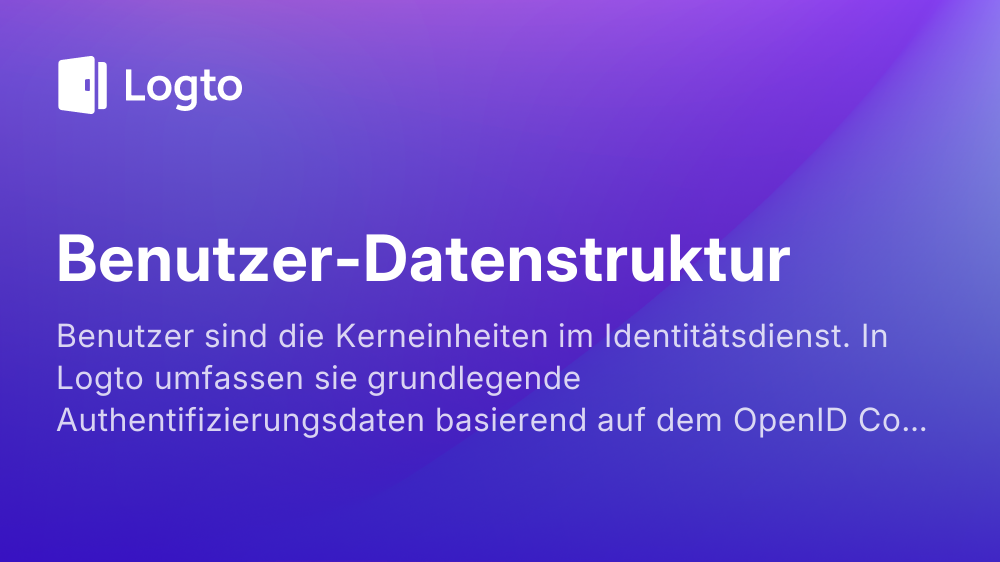 Logto
Benutzer-Datenstruktur
Benutzer sind die Kerneinheiten im Identitätsdienst. In
Logto umfassen sie grundlegende
Authentifizierungsdaten basierend auf dem OpenID Co...